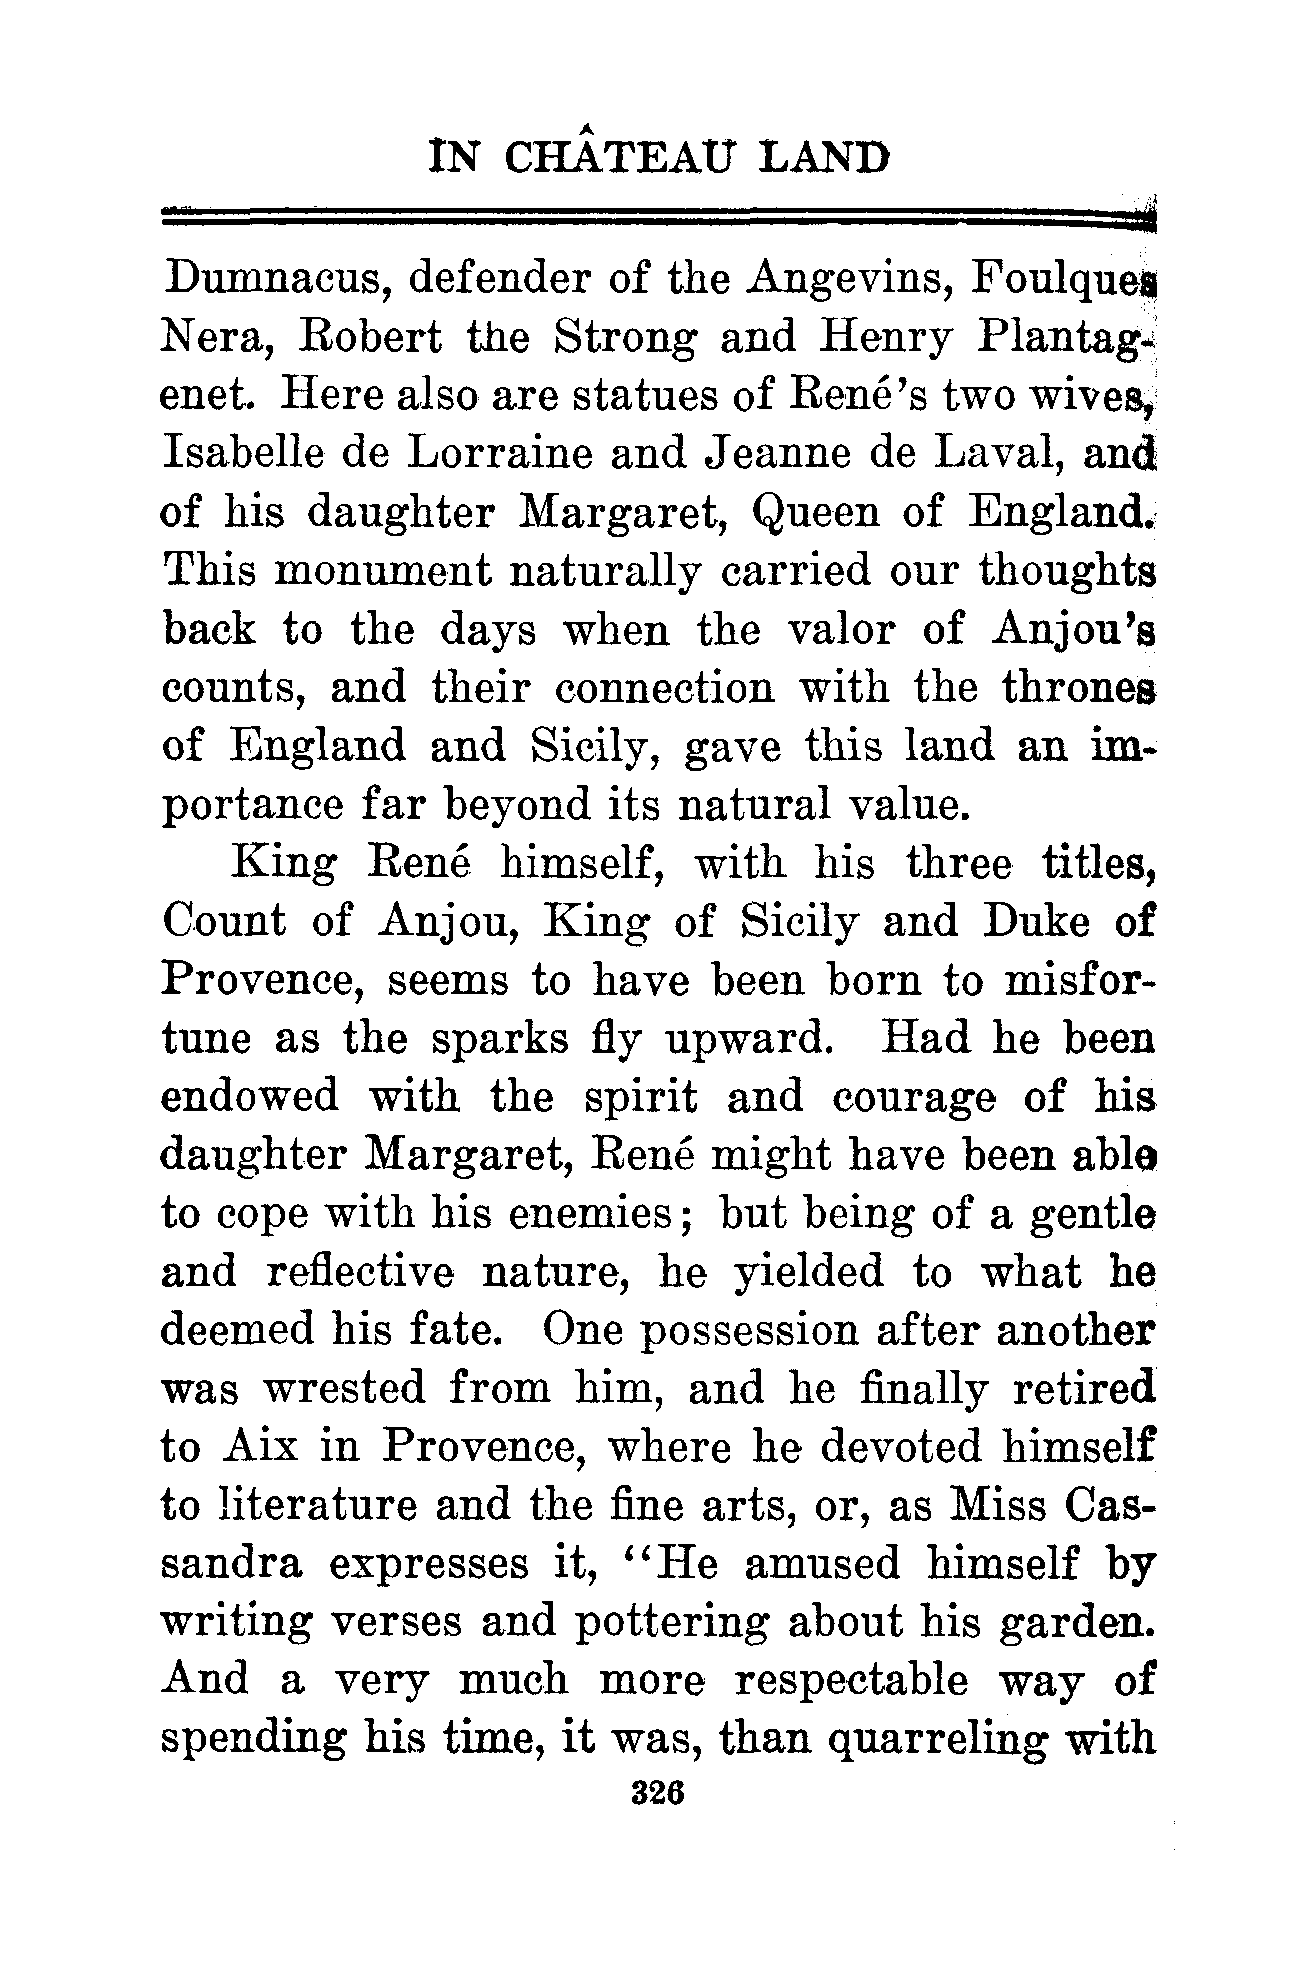 IN CHÂTEAU LAND
Dumnacus, defender of the Angevins, Foulques
Nera, Robert the Strong and Henry Plantag-
enet. Here also are statues of René's two wives,
Isabelle de Lorraine and Jeanne de Laval, and
of his daughter Margaret, Queen of England.
This monument naturally carried our thoughts
back to the days when the valor of Anjou's
counts, and their connection with the thrones
of England and Sicily, gave this land an im-
portance far beyond its natural value.
King René himself, with his three titles,
Count of Anjou, King of Sicily and Duke of
Provence, seems to have been born to misfor-
tune as the sparks fly upward. Had he been
endowed with the spirit and courage of his
daughter Margaret, René might have been able
to cope with his enemies; but being of a gentle
and reflective nature, he yielded to what he
deemed his fate. One possession after another
was wrested from him, and he finally retired
to Aix in Provence, where he devoted himself
to literature and the fine arts, or, as Miss Cas-
sandra expresses it, "He amused himself by
writing verses and pottering about his garden.
And a very much more respectable way of
spending his time, it was, than quarreling with
326